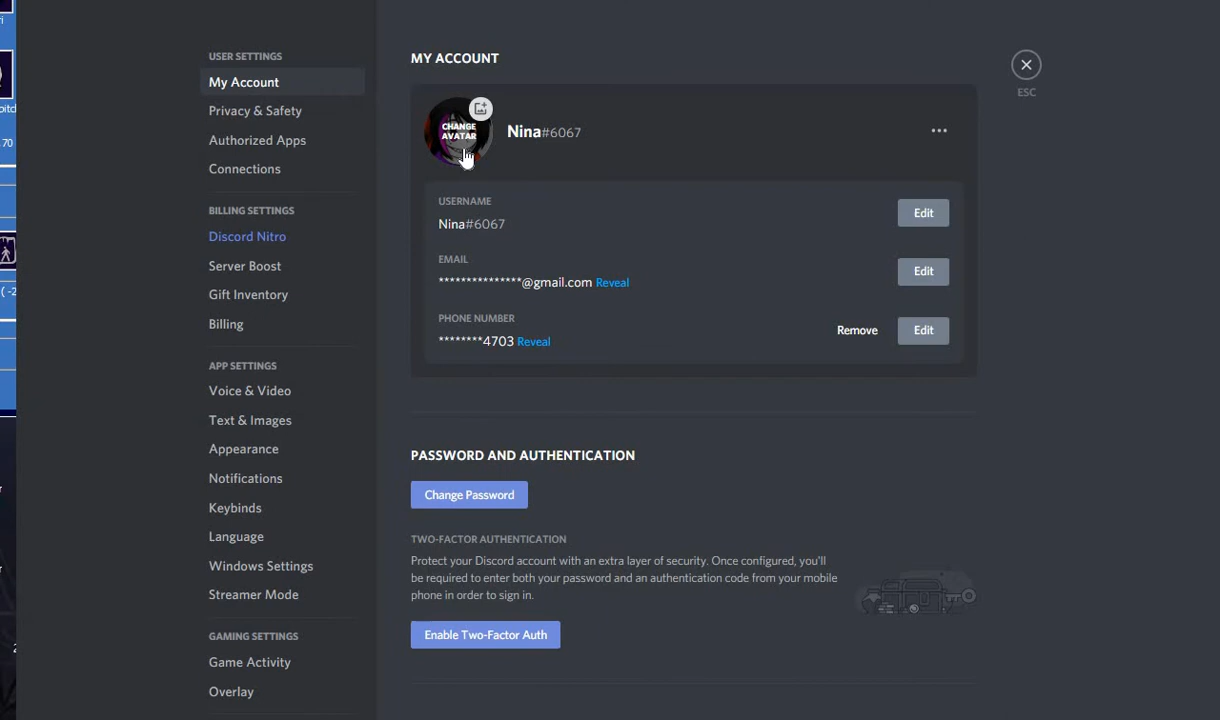 USER SETTINGS
My Account
Privacy & Safety
Authorized Apps
Connections
BILLING SETTINGS
Discord Nitro
Server Boost
Gift Inventory
Billing
APP SETTINGS
Voice & Video
Text & Images
Appearance
Notifications
Keybinds
Language
Windows Settings
Streamer Mode
GAMING SETTINGS
Game Activity
Overlay
MY ACCOUNT
CHANGE
AVATAR
Nina#6067
ESC
USERNAME
Nina#6067
Edit
EMAIL
***************@gmail.com Reveal
Edit
PHONE NUMBER
********4703 Reveal
Remove
Edit
PASSWORD AND AUTHENTICATION
Change Password
TWO-FACTOR AUTHENTICATION
Protect your Discord account with an extra layer of security. Once configured, you'll
be required to enter both your password and an authentication code from your mobile
phone in order to sign in.
Enable Two-Factor Auth